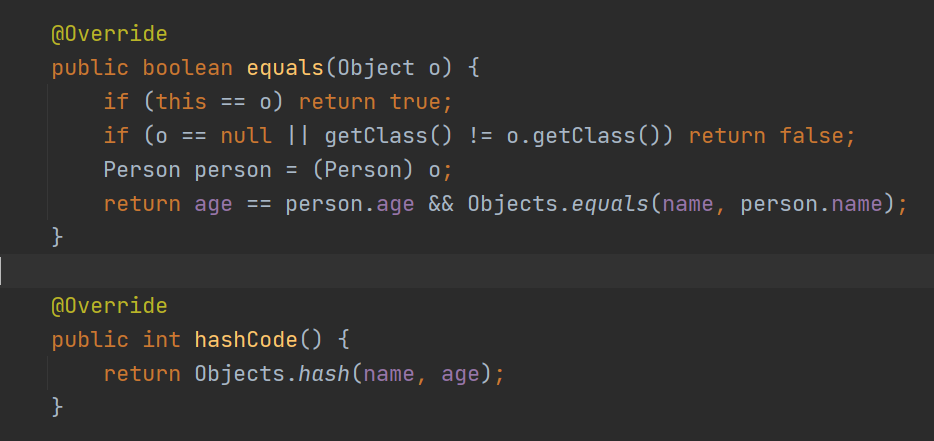 @Override
public boolean equals(Object o) {
if (this == o) return true;
if (o == null || getClass() != o.getClass()) return false;
Person person = (Person) o;
return age == person.age && Objects.equals(name, person.name);
}
@Override
public int hashCode() {
return Objects.hash(name, age);
}